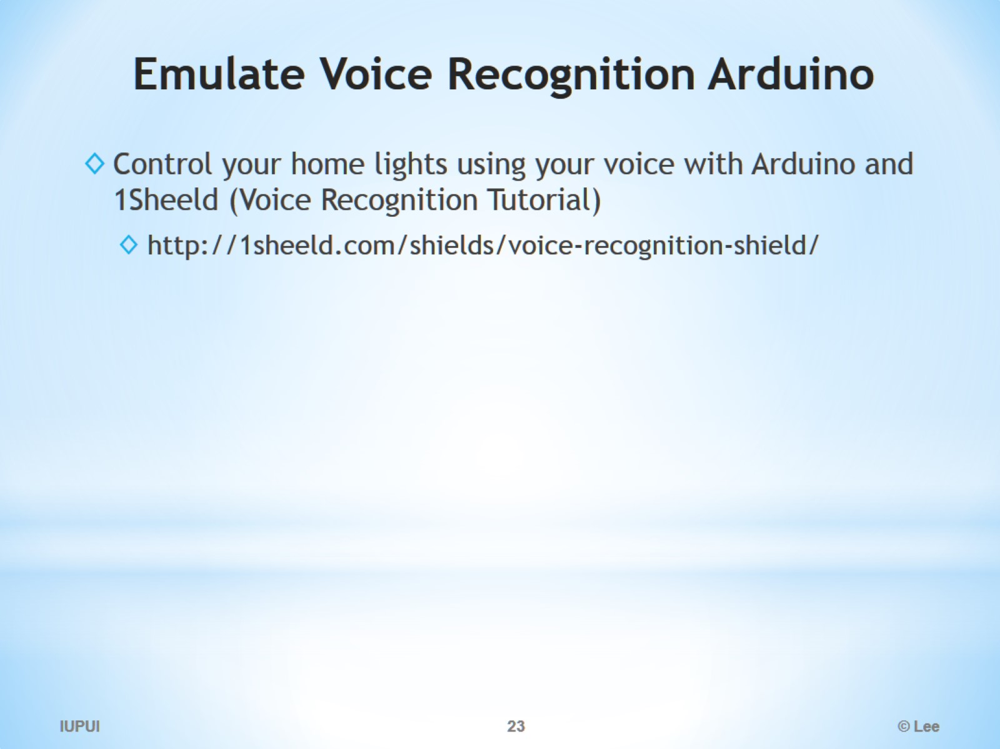 Emulate Voice Recognition Arduino
Control your home lights using your voice with Arduino and
1Sheeld (Voice Recognition Tutorial)
http://1sheeld.com/shields/voice-recognition-shield/
IUPUI
23
© Lee